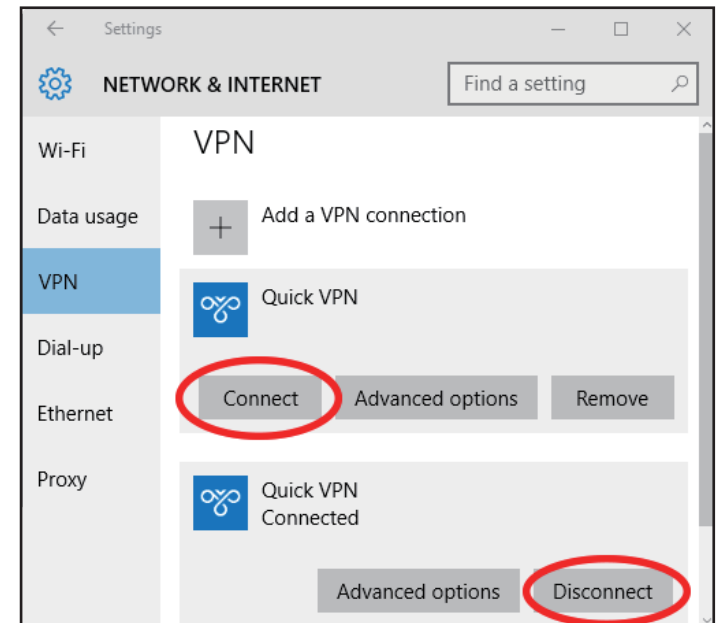 Settings
NETWORK & INTERNET
Find a setting
Wi-Fi
Data usage
VPN
Dial-up
Ethernet
Proxy
VPN
Add a VPN connection
Quick VPN
Connect Advanced options Remove
Quick VPN
Connected
Advanced options Disconnect